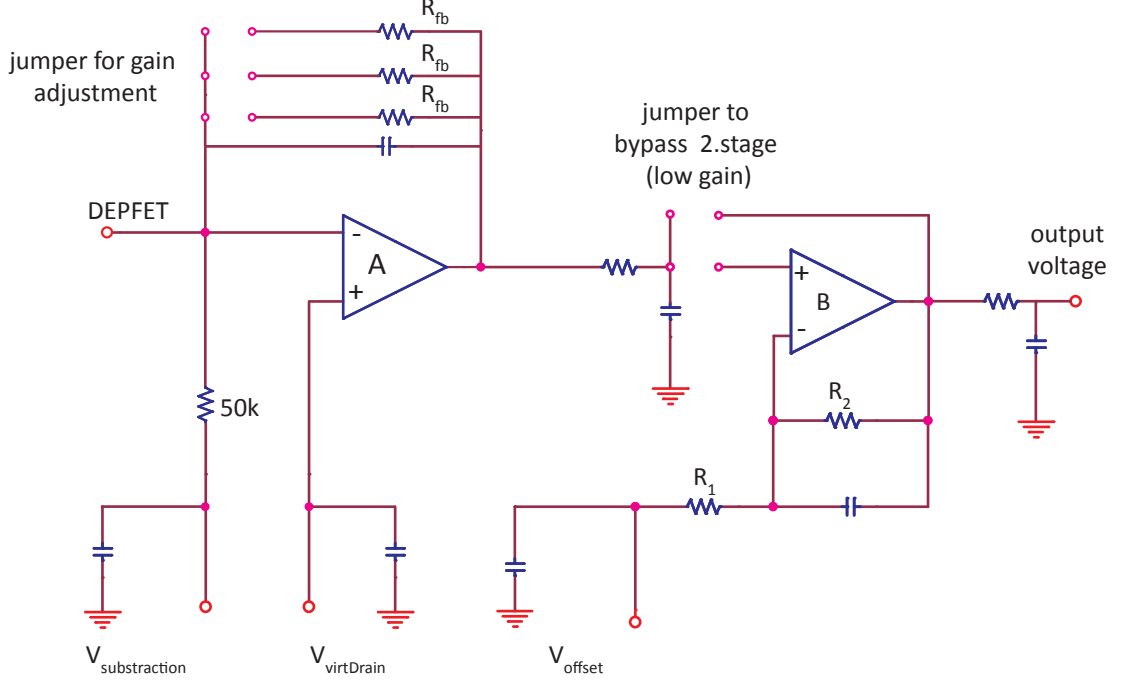 R_fb
jumper for gain
adjustment
R_fb
R_fb
jumper to
bypass 2.stage
(low gain)
DEPFET
-
A
+
output
voltage
+
B
-
50k
R_2
R_1
V_substraction
V_virtDrain
V_offset